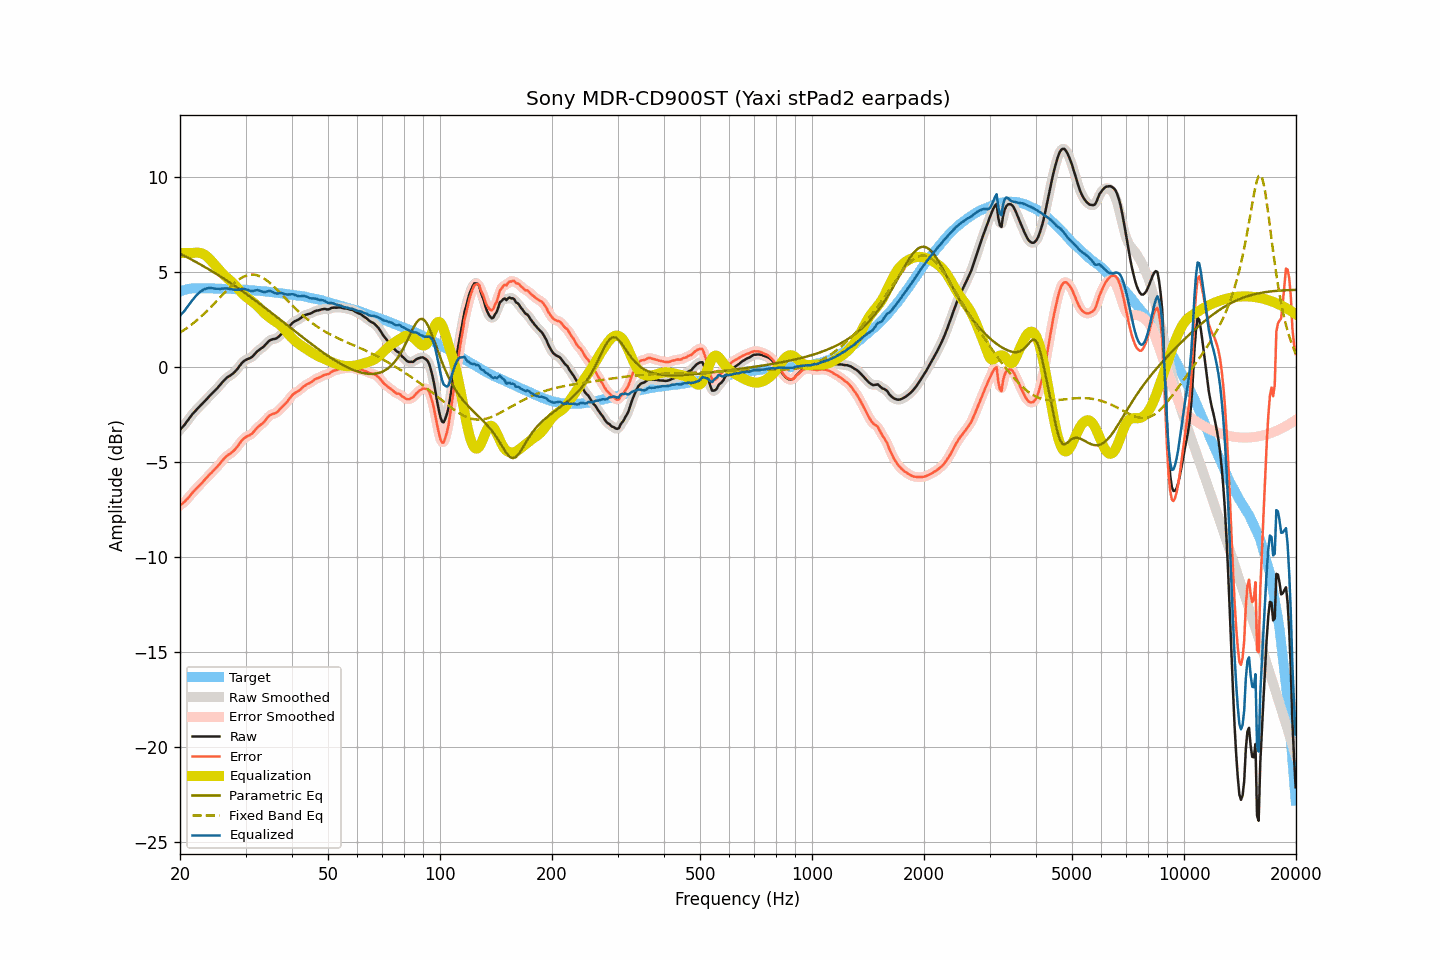 Sony MDR-CD900ST (Yaxi stPad2 earpads)
Amplitude (dBr)
10
5
0
−5
−10
−15
−20
−25
Target
Raw Smoothed
Error Smoothed
Raw
Error
Equalization
Parametric Eq
Fixed Band Eq
Equalized
20 50 100 200 500 1000 2000 5000 10000 20000
Frequency (Hz)